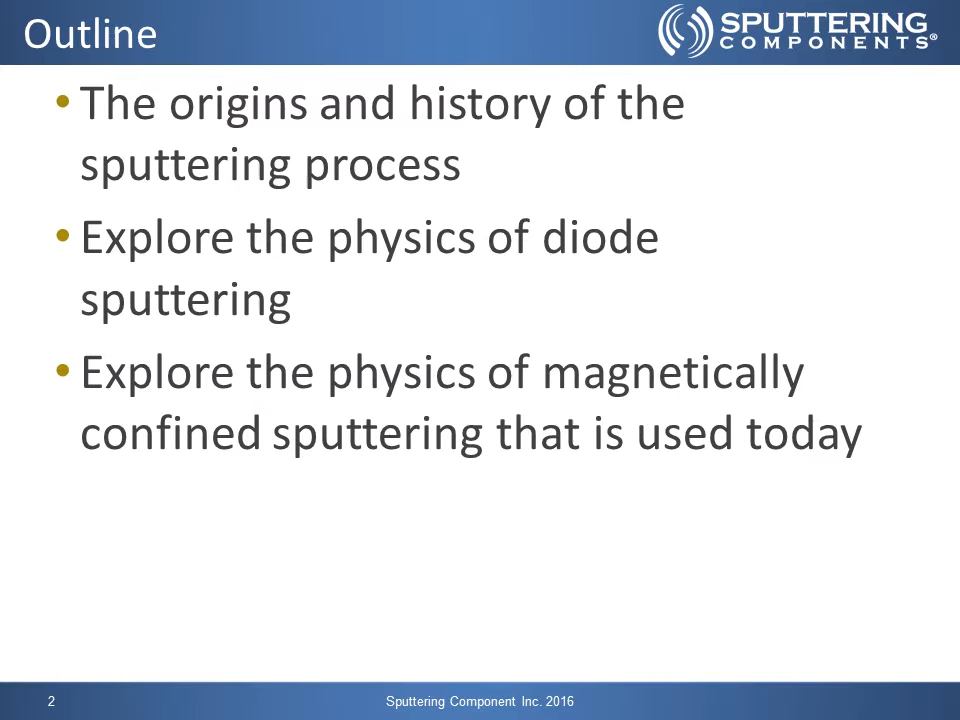 Outline
SPUTTERING
COMPONENTS®
• The origins and history of the
sputtering process
• Explore the physics of diode
sputtering
• Explore the physics of magnetically
confined sputtering that is used today
2
Sputtering Component Inc. 2016